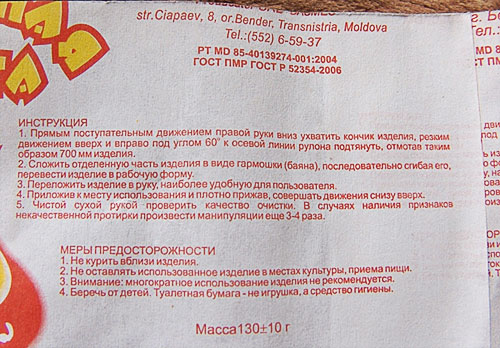 str.Ciapaev, 8, or.Bender, Transnistria, Moldova
Tel.:(552) 6-59-37
PT MD 85-40139274-001:2004
ГОСТ ПМР ГОСТ Р 52354-2006
ИНСТРУКЦИЯ
1. Прямым поступательным движением правой руки вниз ухватить кончик изделия, резким
движением вверх и вправо под углом 60˚ к осевой линии рулона подтянуть, отмотав таким
образом 700 мм изделия.
2. Сложить отделенную часть изделия в виде гармошки (баяна), последовательно сгибая его,
перевести изделие в рабочую форму.
3. Переложить изделие в руку, наиболее удобную для пользователя.
4. Приложив к месту использования и плотно прижав, совершать движения снизу вверх.
5. Чистой сухой рукой проверить качество очистки. В случаях наличия признаков
некачественной протирки произвести манипуляции еще 3-4 раза.
МЕРЫ ПРЕДОСТОРОЖНОСТИ
1. Не курить вблизи изделия.
2. Не оставлять использованное изделие в местах культуры, приема пищи.
3. Внимание: многократное использование изделия не рекомендуется.
4. Беречь от детей. Туалетная бумага - не игрушка, а средство гигиены.
Масса130±10 г